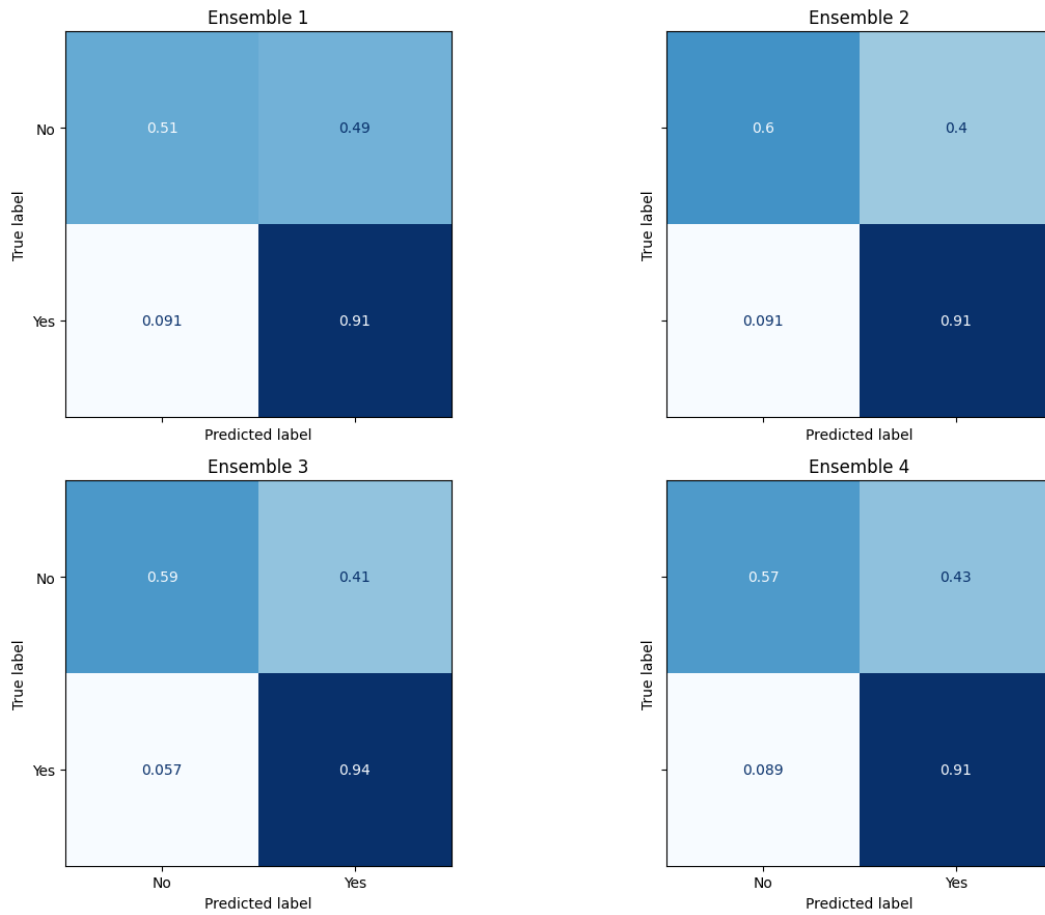 Ensemble 1
Ensemble 2
True label
No
0.51
0.49
Yes
0.091
0.91
Predicted label
True label
0.6
0.4
0.091
0.91
Predicted label
Ensemble 3
Ensemble 4
True label
No
0.59
0.41
Yes
0.057
0.94
No
Yes
Predicted label
True label
0.57
0.43
0.089
0.91
No
Yes
Predicted label